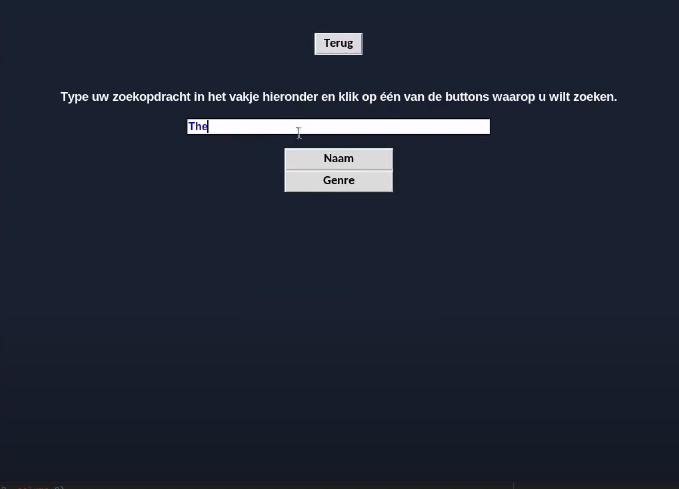 Terug
Type uw zoekopdracht in het vakje hieronder en klik op één van de buttons waarop u wilt zoeken.
The
Naam
Genre